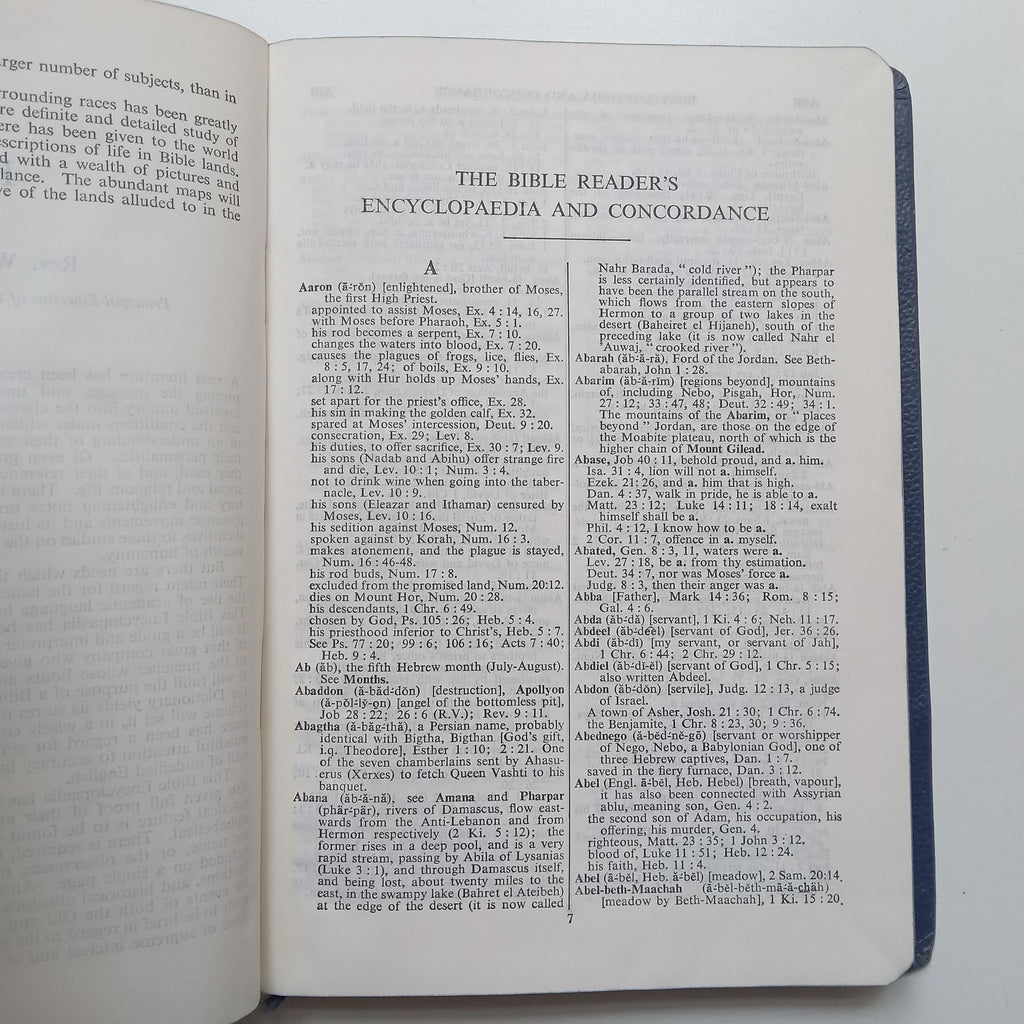 arger number of subjects, than in
rrounding races has been greatly
re definite and detailed study of
ere has been given to the world
scriptions of life in Bible lands.
d with a wealth of pictures and
lance. The abundant maps will
e of the lands alluded to in the
THE BIBLE READER'S
ENCYCLOPAEDIA AND CONCORDANCE
A
Aaron (ā-rŏn) [enlightened], brother of Moses,
the first High Priest.
appointed to assist Moses, Ex. 4 : 14, 16, 27.
with Moses before Pharaoh, Ex. 5 : 1.
his rod becomes a serpent, Ex. 7 : 10.
changes the waters into blood, Ex. 7 : 20.
causes the plagues of frogs, lice, flies, Ex.
8 : 5, 17, 24; of boils, Ex. 9 : 10.
along with Hur holds up Moses' hands, Ex.
17 : 12.
set apart for the priest's office, Ex. 28.
his sin in making the golden calf, Ex. 32.
spared at Moses' intercession, Deut. 9 : 20.
consecration, Ex. 29; Lev. 8.
his duties, to offer sacrifice, Ex. 30 : 7; Lev. 9.
his sons (Nadab and Abihu) offer strange fire
and die, Lev. 10 : 1; Num. 3 : 4.
not to drink wine when going into the taber-
nacle, Lev. 10 : 9.
his sons (Eleazar and Ithamar) censured by
Moses, Lev. 10 : 16.
his sedition against Moses, Num. 12.
spoken against by Korah, Num. 16 : 3.
makes atonement, and the plague is stayed,
Num. 16 : 46-48.
his rod buds, Num. 17 : 8.
excluded from the promised land, Num. 20:12.
dies on Mount Hor, Num. 20 : 28.
his descendants, 1 Chr. 6 : 49.
chosen by God, Ps. 105 : 26; Heb. 5 : 4.
his priesthood inferior to Christ's, Heb. 5 : 7.
See Ps. 77 : 20; 99 : 6; 106 : 16; Acts 7 : 40;
Heb. 9 : 4.
Ab (ăb), the fifth Hebrew month (July-August).
See Months.
Abaddon (ă-băd-dŏn) [destruction], Apollyon
(ă-pŏl-lў-ǫn) [angel of the bottomless pit],
Job 28 : 22; 26 : 6 (R.V.); Rev. 9 : 11.
Abagtha (ă-băg-thă), a Persian name, probably
identical with Bigtha, Bigthan [God's gift,
i.q. Theodore], Esther 1 : 10; 2 : 21. One
of the seven chamberlains sent by Ahasu-
erus (Xerxes) to fetch Queen Vashti to his
banquet.
Abana (ăb-ă-nă), see Amana and Pharpar
(phär-pär), rivers of Damascus, flow east-
wards from the Anti-Lebanon and from
Hermon respectively (2 Ki. 5 : 12); the
former rises in a deep pool, and is a very
rapid stream, passing by Abila of Lysanias
(Luke 3 : 1), and through Damascus itself,
and being lost, about twenty miles to the
east, in the swampy lake (Bahret el Ateibeh)
at the edge of the desert (it is now called
Nahr Barada, “ cold river ”); the Pharpar
is less certainly identified, but appears to
have been the parallel stream on the south,
which flows from the eastern slopes of
Hermon to a group of two lakes in the
desert (Baheiret el Hijaneh), south of the
preceding lake (it is now called Nahr el
'Auwaj, “ crooked river ”).
Abarah (ăb-ă-ră), Ford of the Jordan. See Beth-
abarah, John 1 : 28.
Abarim (ăb-ă-rim) [regions beyond], mountains
of, including Nebo, Pisgah, Hor, Num.
27 : 12; 33 : 47, 48; Deut. 32 : 49; 34 : 1.
The mountains of the Abarim, or “ places
beyond ” Jordan, are those on the edge of
the Moabite plateau, north of which is the
higher chain of Mount Gilead.
Abase, Job 40 : 11, behold proud, and a. him.
Isa. 31 : 4, lion will not a. himself.
Ezek. 21 : 26, and a. him that is high.
Dan. 4 : 37, walk in pride, he is able to a.
Matt. 23 : 12; Luke 14 : 11; 18 : 14, exalt
himself shall be a.
Phil. 4 : 12, I know how to be a.
2 Cor. 11 : 7, offence in a. myself.
Abated, Gen. 8 : 3, 11, waters were a.
Lev. 27 : 18, be a. from thy estimation.
Deut. 34 : 7, nor was Moses' force a.
Judg. 8 : 3, then their anger was a.
Abba [Father], Mark 14 : 36; Rom. 8 : 15;
Gal. 4 : 6.
Abda (ăb-dă) [servant], 1 Ki. 4 : 6; Neh. 11 : 17.
Abdeel (ăb-dēĕl) [servant of God], Jer. 36 : 26.
Abdi (ăb-dī) [my servant, or servant of Jah],
1 Chr. 6 : 44; 2 Chr. 29 : 12.
Abdiel (ăb-dī-ĕl) [servant of God], 1 Chr. 5 : 15;
also written Abdeel.
Abdon (ăb-dŏn) [servile], Judg. 12 : 13, a judge
of Israel.
A town of Asher, Josh. 21 : 30; 1 Chr. 6 : 74.
the Benjamite, 1 Chr. 8 : 23, 30; 9 : 36.
Abednego (ă-bĕd-nĕ-gō) [servant or worshipper
of Nego, Nebo, a Babylonian God], one of
three Hebrew captives, Dan. 1 : 7.
saved in the fiery furnace, Dan. 3 : 12.
Abel (Engl. ā-bĕl, Heb. Hebel) [breath, vapour],
it has also been connected with Assyrian
ablu, meaning son, Gen. 4 : 2.
the second son of Adam, his occupation, his
offering, his murder, Gen. 4.
righteous, Matt. 23 : 35; 1 John 3 : 12.
blood of, Luke 11 : 51; Heb. 12 : 24.
his faith, Heb. 11 : 4.
Abel (ā-bĕl, Heb. ă-bĕl) [meadow], 2 Sam. 20:14.
Abel-beth-Maachah (ā-bĕl-bĕth-mā-ă-chăh)
[meadow by Beth-Maachah], 1 Ki. 15 : 20.
7